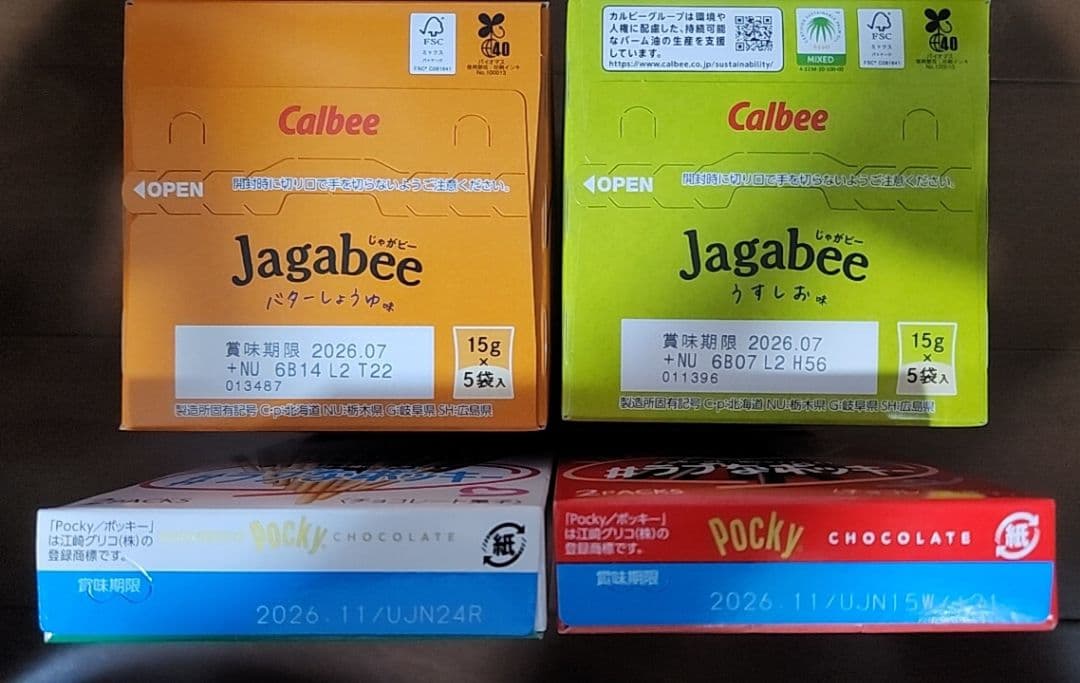 FSC
ミックス
FSC® C081841
40
バイオマス
No.100013
Calbee
OPEN
開封時に切り口で手を切らないようご注意ください。
じゃがビー
Jagabee
バターしょうゆ味
賞味期限 2026.07
+NU 6B14 L2 T22
013487
15g
×
5袋入
製造所固有記号 C・p:北海道 NU:栃木県 G:岐阜県 SH:広島県
カルビーグループは環境や
人権に配慮した、持続可能
なパーム油の生産を支援
しています。
https://www.calbee.co.jp/sustainability/
MIXED
FSC
ミックス
FSC® C081841
40
バイオマス
No.100013
Calbee
OPEN
開封時に切り口で手を切らないようご注意ください。
じゃがビー
Jagabee
うすしお味
賞味期限 2026.07
+NU 6B07 L2 H56
011396
15g
×
5袋入
製造所固有記号 C・p:北海道 NU:栃木県 G:岐阜県 SH:広島県
PACKS
「Pocky/ポッキー」
は江崎グリコ(株)の
登録商標です。
Pocky
CHOCOLATE
紙
賞味期限
2026.11/UJN24R
2PACKS
「Pocky/ポッキー」
は江崎グリコ(株)の
登録商標です。
Pocky
CHOCOLATE
紙
賞味期限
2026.11/UJN15W